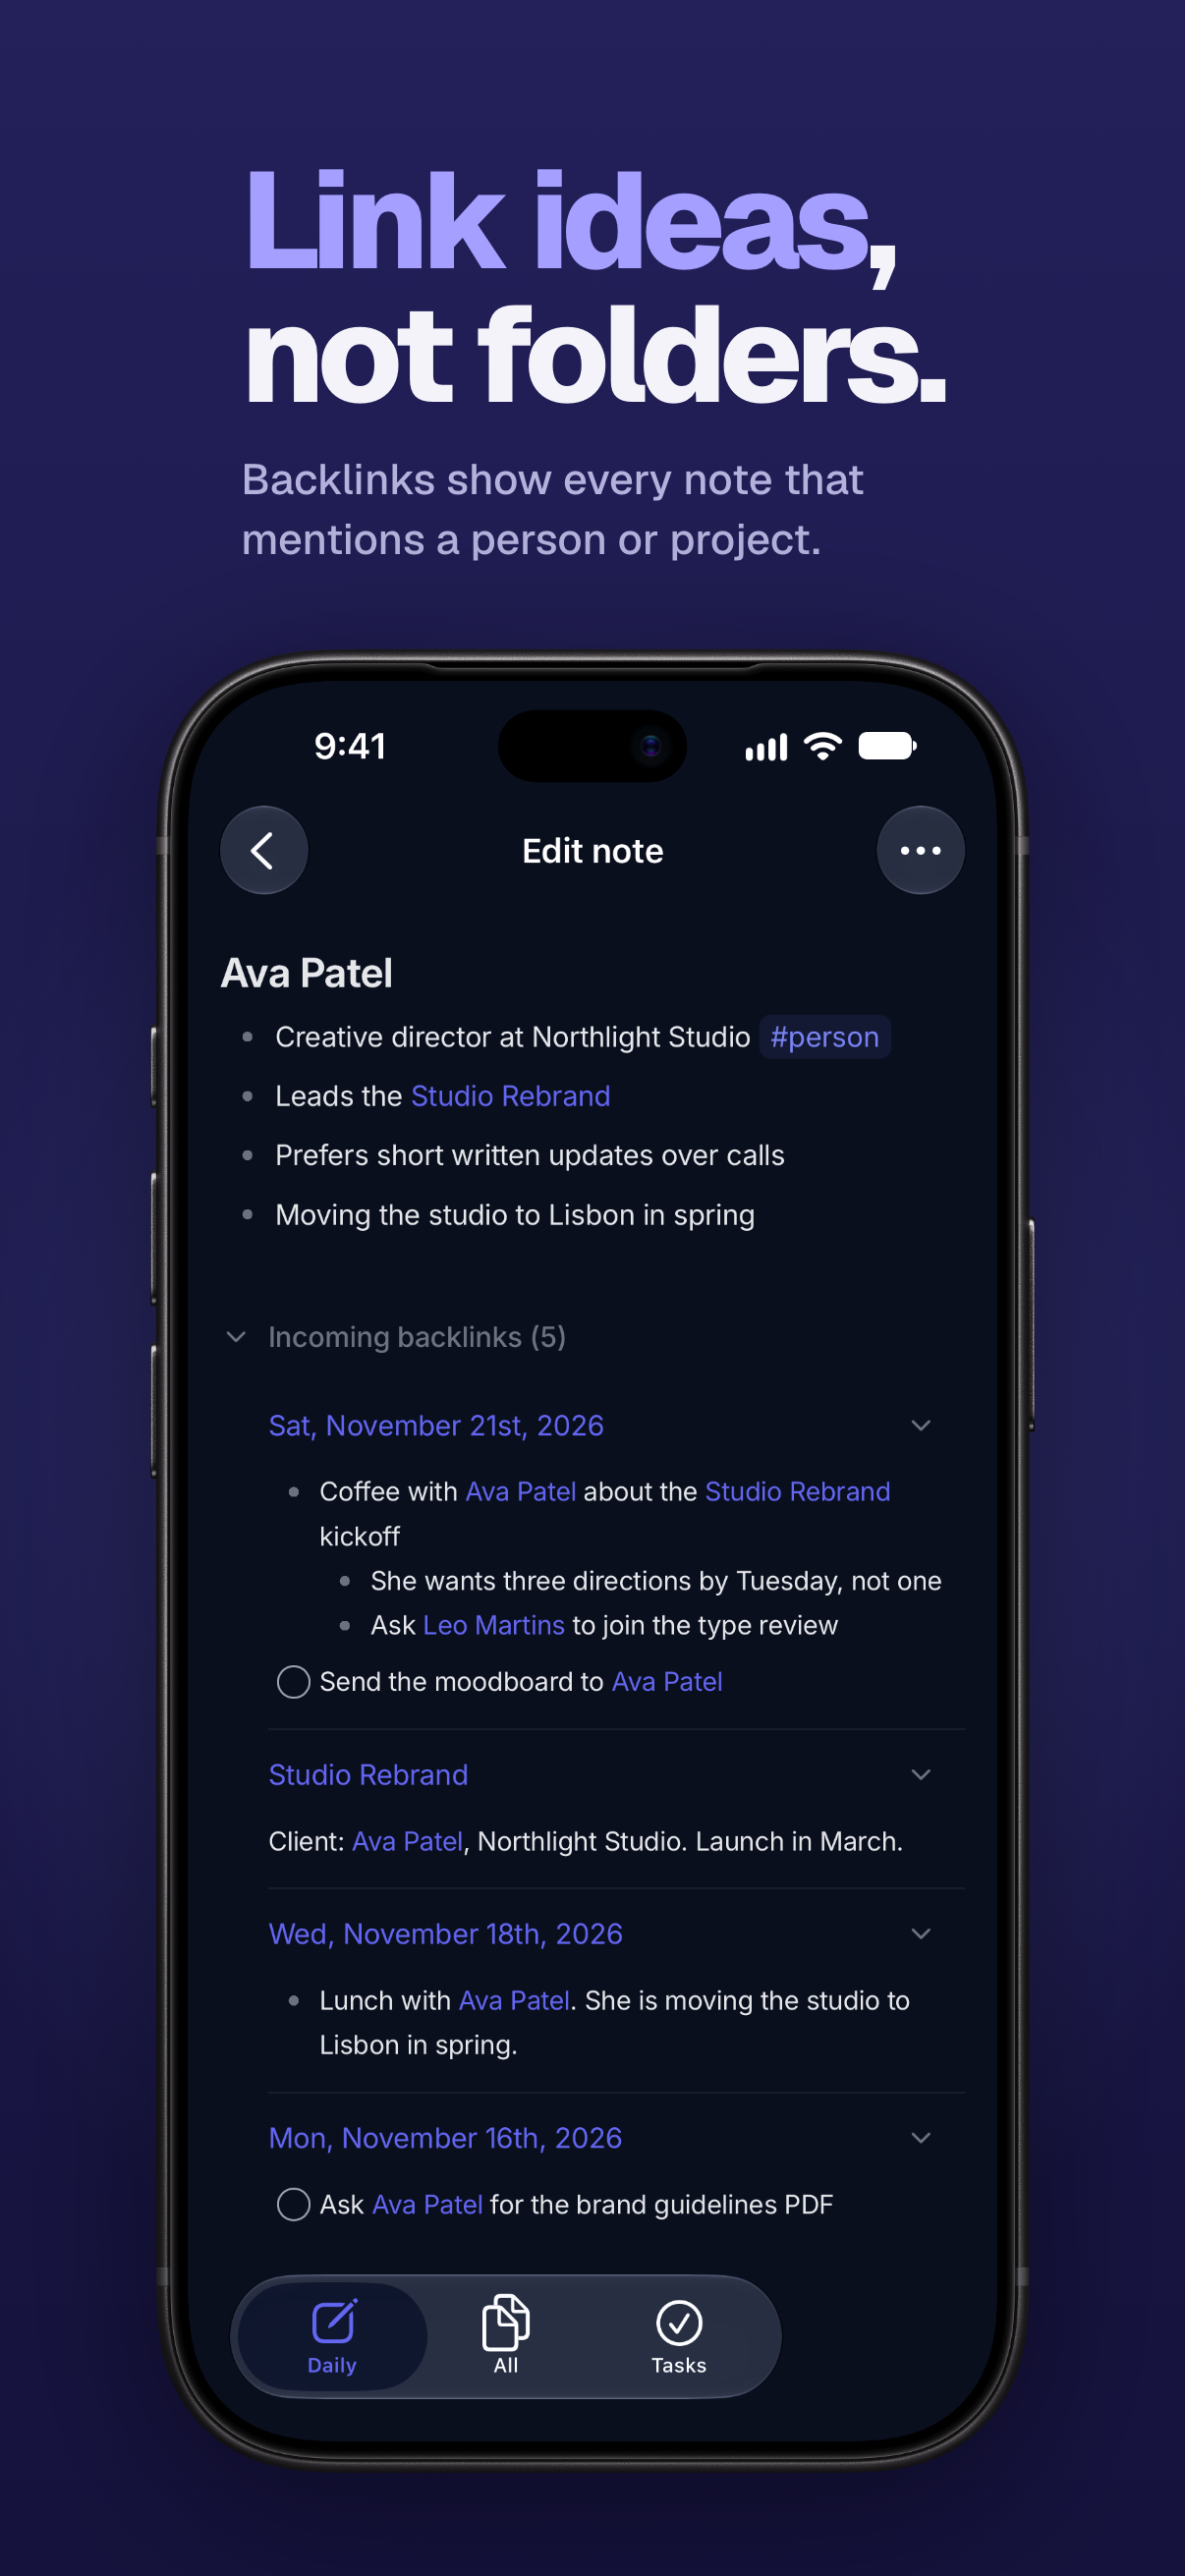 Link ideas,
not folders.
Backlinks show every note that
mentions a person or project.
9:41
Edit note
Ava Patel
Creative director at Northlight Studio #person
Leads the Studio Rebrand
Prefers short written updates over calls
Moving the studio to Lisbon in spring
Incoming backlinks (5)
Sat, November 21st, 2026
Coffee with Ava Patel about the Studio Rebrand
kickoff
She wants three directions by Tuesday, not one
Ask Leo Martins to join the type review
Send the moodboard to Ava Patel
Studio Rebrand
Client: Ava Patel, Northlight Studio. Launch in March.
Wed, November 18th, 2026
Lunch with Ava Patel. She is moving the studio to
Lisbon in spring.
Mon, November 16th, 2026
Ask Ava Patel for the brand guidelines PDF
Daily
All
Tasks